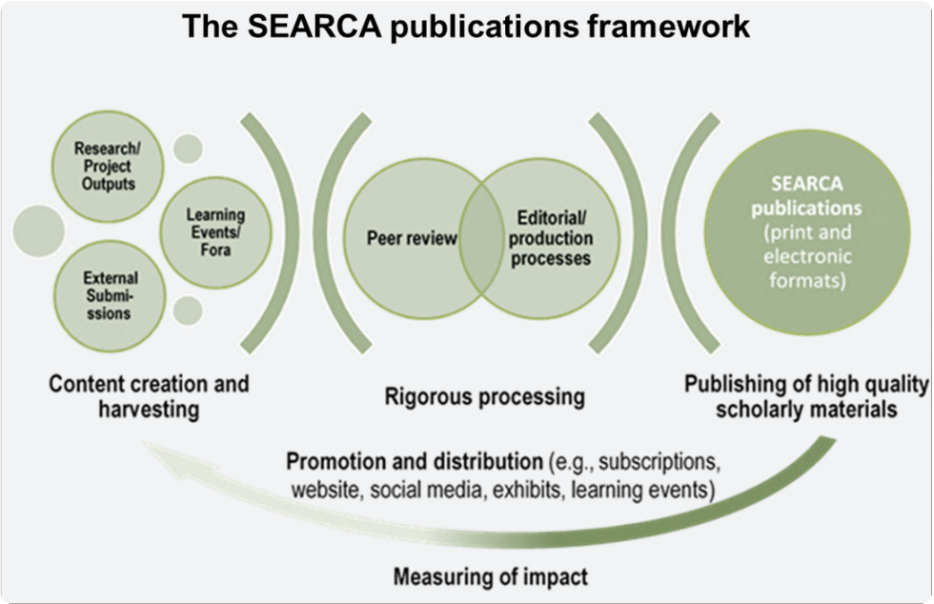 The SEARCA publications framework
Research/
Project
Outputs
Learning
Events/
Fora
External
Submi-
ssions
Content creation and
harvesting
Peer review
Editorial/
production
processes
Rigorous processing
SEARCA
publications
(print and
electronic
formats)
Publishing of high quality
scholarly materials
Promotion and distribution (e.g., subscriptions,
website, social media, exhibits, learning events)
Measuring of impact